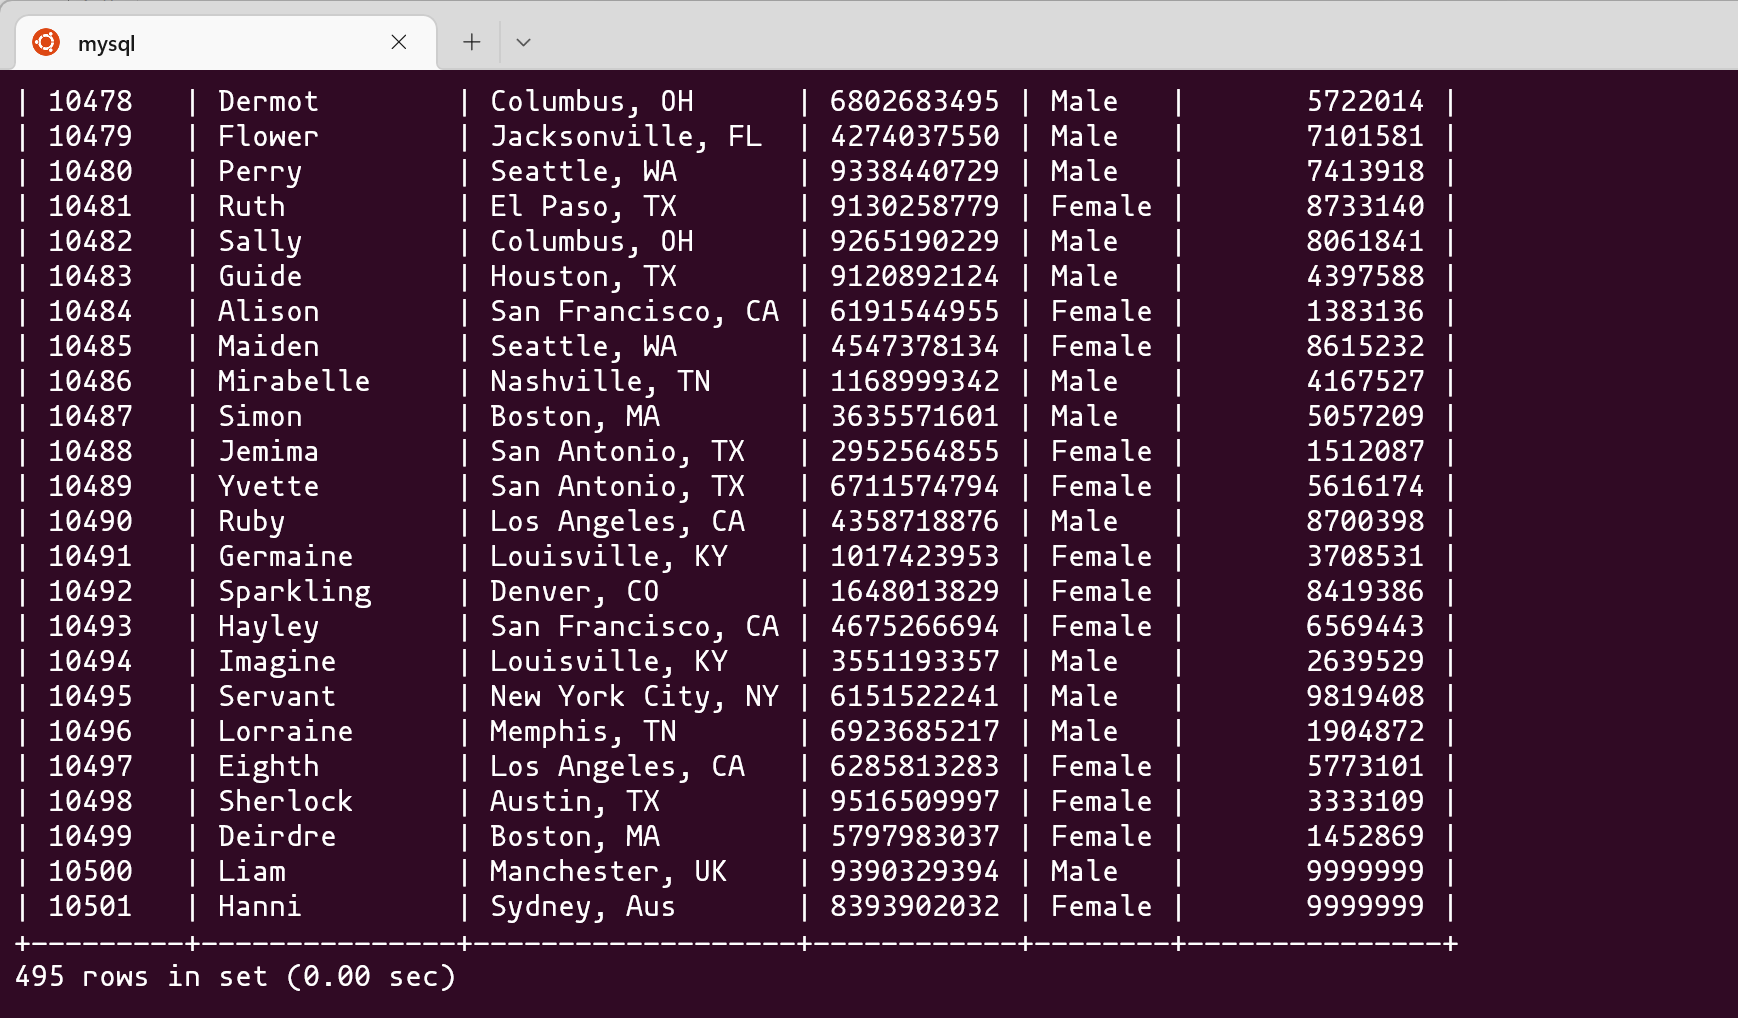 mysql
| 10478 | Dermot | Columbus, OH | 6802683495 | Male | 5722014 |
| 10479 | Flower | Jacksonville, FL | 4274037550 | Male | 7101581 |
| 10480 | Perry | Seattle, WA | 9338440729 | Male | 7413918 |
| 10481 | Ruth | El Paso, TX | 9130258779 | Female | 8733140 |
| 10482 | Sally | Columbus, OH | 9265190229 | Male | 8061841 |
| 10483 | Guide | Houston, TX | 9120892124 | Male | 4397588 |
| 10484 | Alison | San Francisco, CA | 6191544955 | Female | 1383136 |
| 10485 | Maiden | Seattle, WA | 4547378134 | Female | 8615232 |
| 10486 | Mirabelle | Nashville, TN | 1168999342 | Male | 4167527 |
| 10487 | Simon | Boston, MA | 3635571601 | Male | 5057209 |
| 10488 | Jemima | San Antonio, TX | 2952564855 | Female | 1512087 |
| 10489 | Yvette | San Antonio, TX | 6711574794 | Female | 5616174 |
| 10490 | Ruby | Los Angeles, CA | 4358718876 | Male | 8700398 |
| 10491 | Germaine | Louisville, KY | 1017423953 | Female | 3708531 |
| 10492 | Sparkling | Denver, CO | 1648013829 | Female | 8419386 |
| 10493 | Hayley | San Francisco, CA | 4675266694 | Female | 6569443 |
| 10494 | Imagine | Louisville, KY | 3551193357 | Male | 2639529 |
| 10495 | Servant | New York City, NY | 6151522241 | Male | 9819408 |
| 10496 | Lorraine | Memphis, TN | 6923685217 | Male | 1904872 |
| 10497 | Eighth | Los Angeles, CA | 6285813283 | Female | 5773101 |
| 10498 | Sherlock | Austin, TX | 9516509997 | Female | 3333109 |
| 10499 | Deirdre | Boston, MA | 5797983037 | Female | 1452869 |
| 10500 | Liam | Manchester, UK | 9390329394 | Male | 9999999 |
| 10501 | Hanni | Sydney, Aus | 8393902032 | Female | 9999999 |
+---------+---------------+-------------------+------------+--------+---------------+
495 rows in set (0.00 sec)